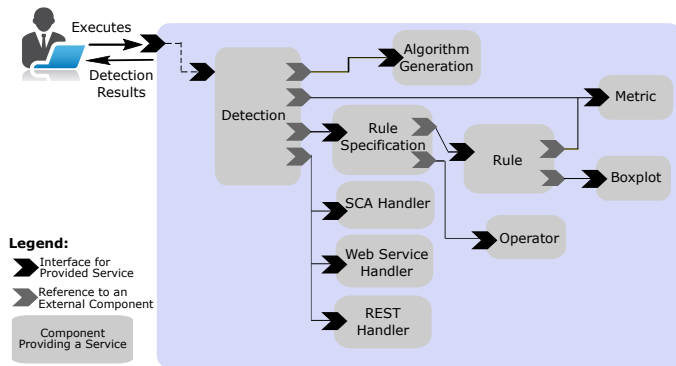 Executes
Detection
Results
Algorithm
Generation
Detection
Metric
Rule
Specification
Rule
Boxplot
SCA Handler
Operator
Web Service
Handler
REST
Handler
Legend:
Interface for
Provided Service
Reference to an
External Component
Component
Providing a Service